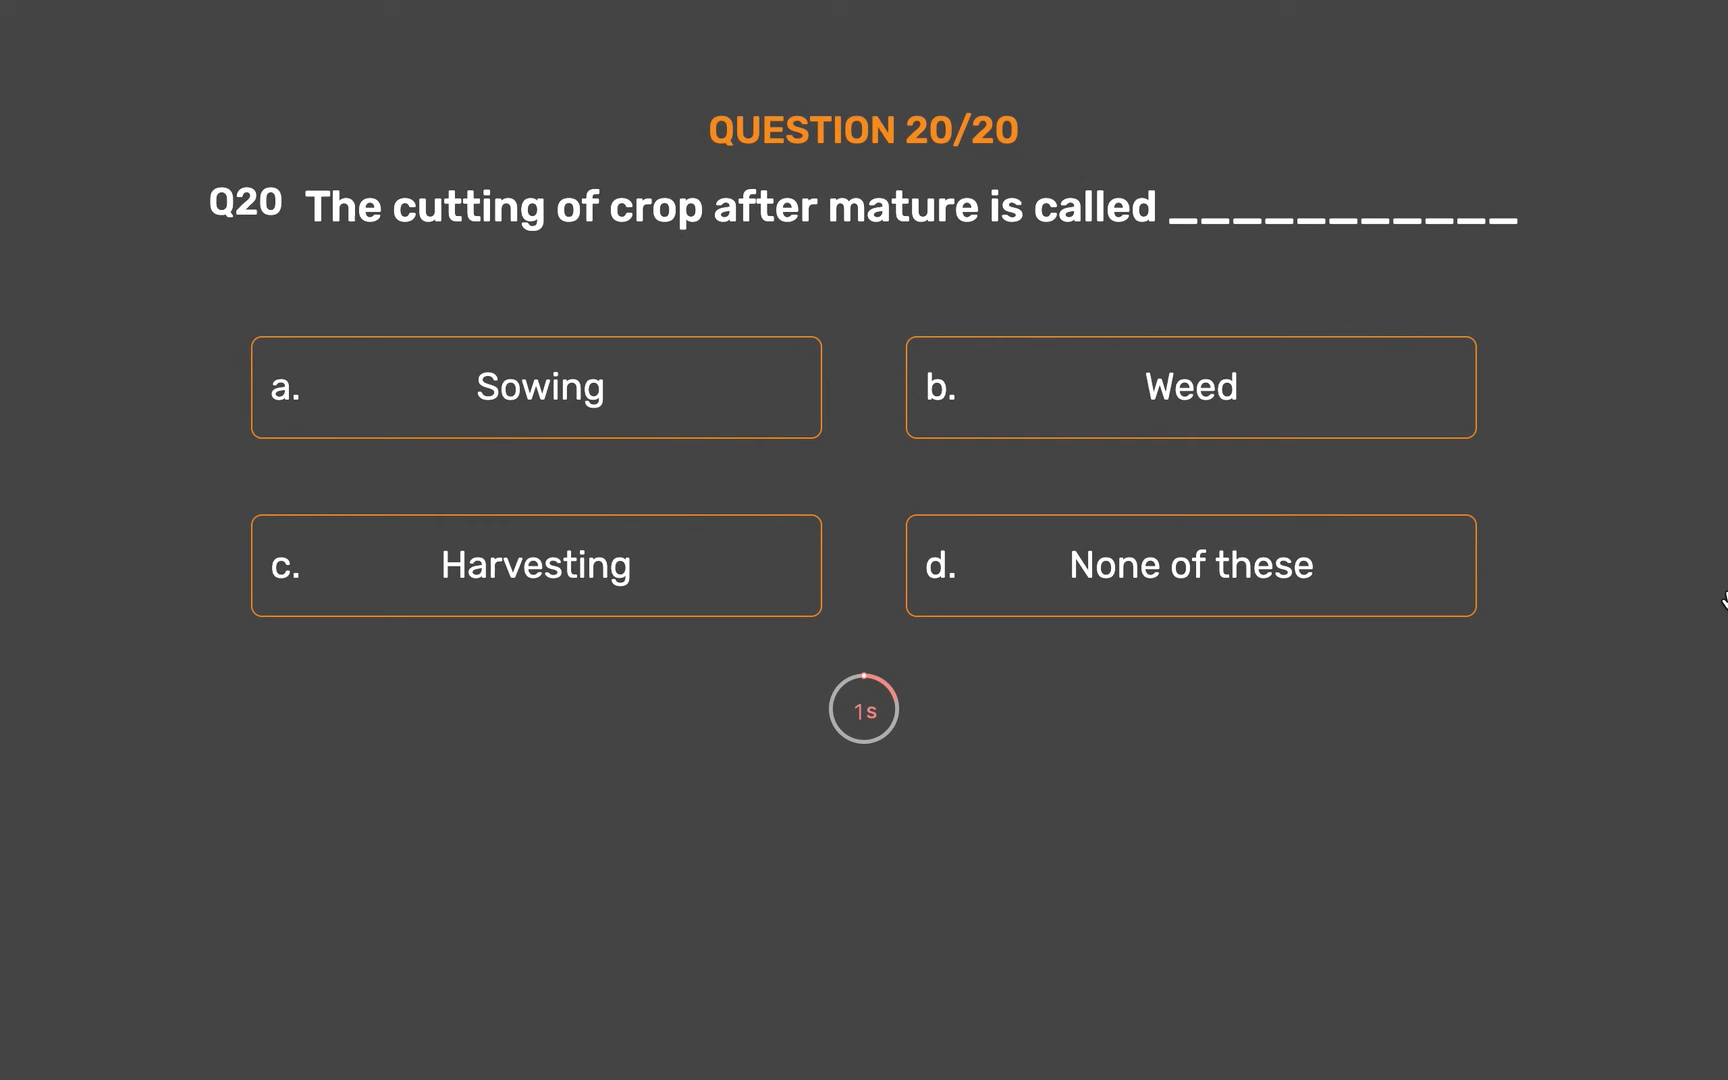 QUESTION 20/20
Q20 The cutting of crop after mature is called ___________
a. Sowing
b. Weed
c. Harvesting
d. None of these
1s